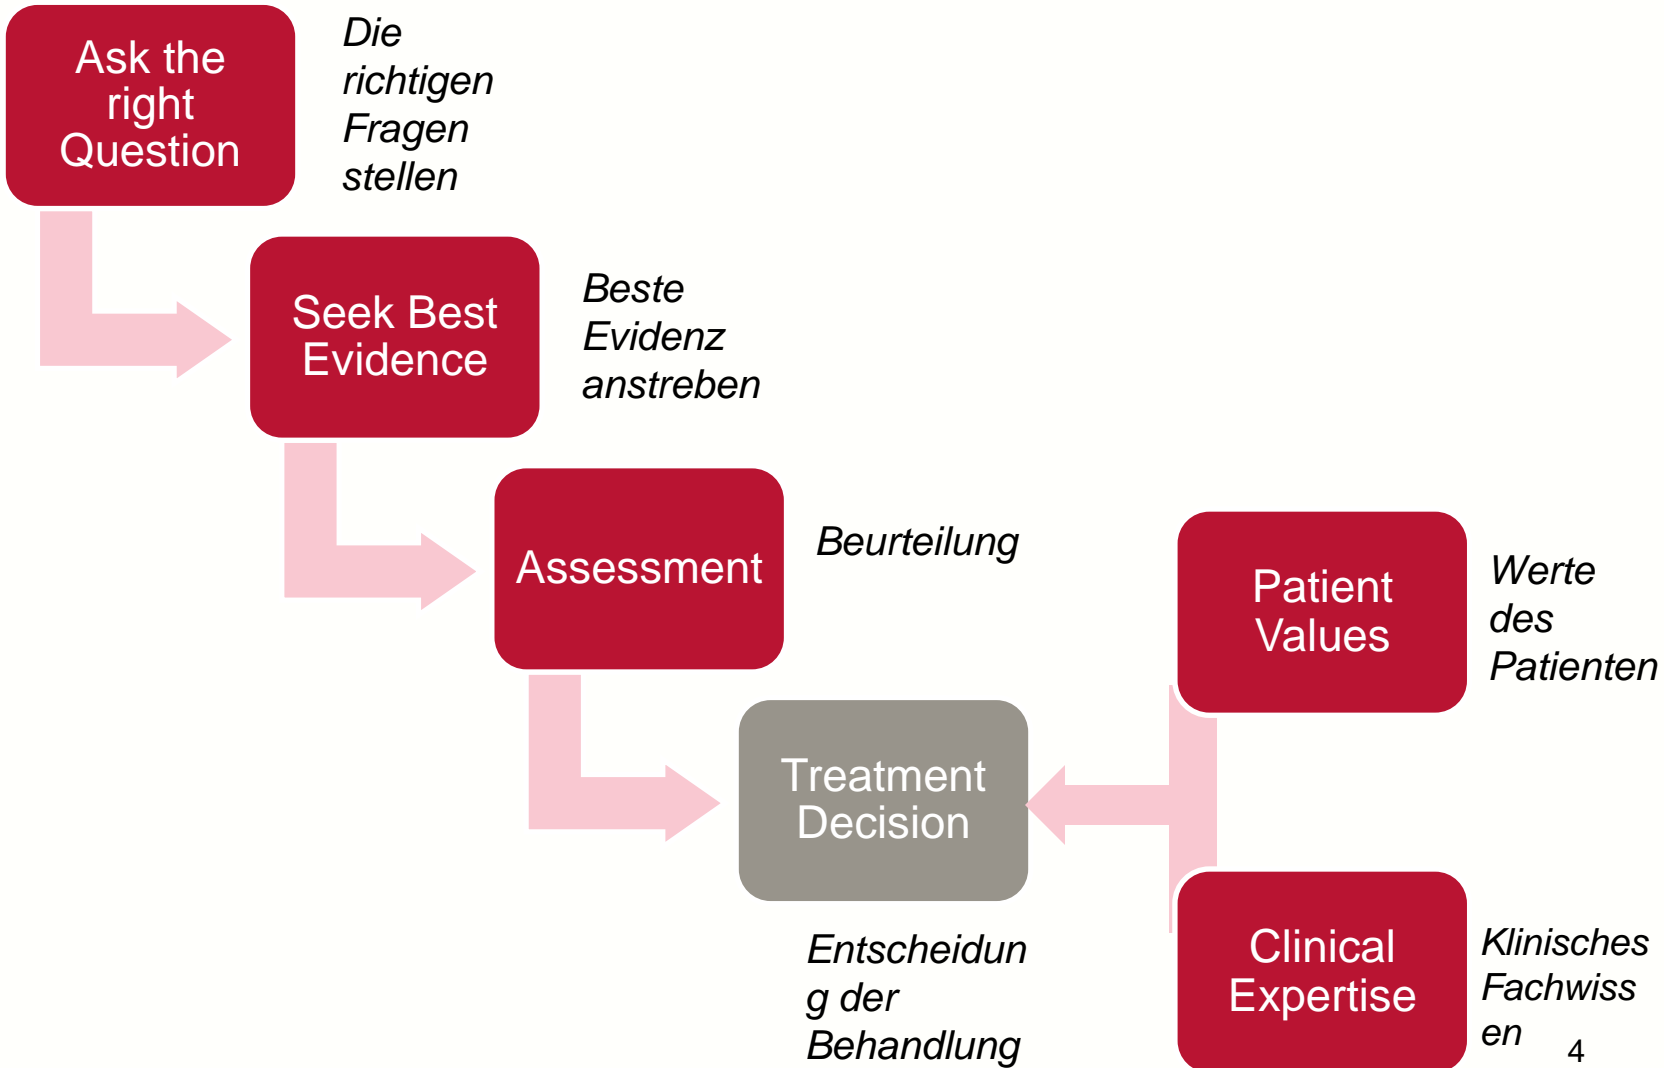 Ask the
right
Question
Die
richtigen
Fragen
stellen
Seek Best
Evidence
Beste
Evidenz
anstreben
Assessment
Beurteilung
Patient
Values
Werte
des
Patienten
Treatment
Decision
Entscheidun
g der
Behandlung
Clinical
Expertise
Klinisches
Fachwiss
en
4